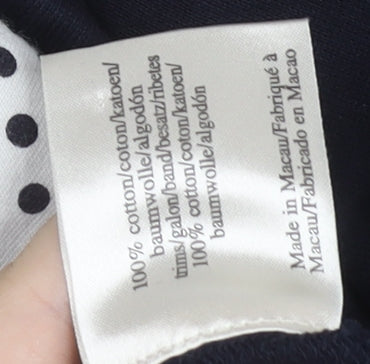 100% cotton/coton/katoen/
baumwolle/algodón
trims/galon/band/besatz/ribetes
100% cotton/coton/katoen/
baumwolle/algodón
Made in Macau/Fabriqué à
Macau/Fabricado en Macao